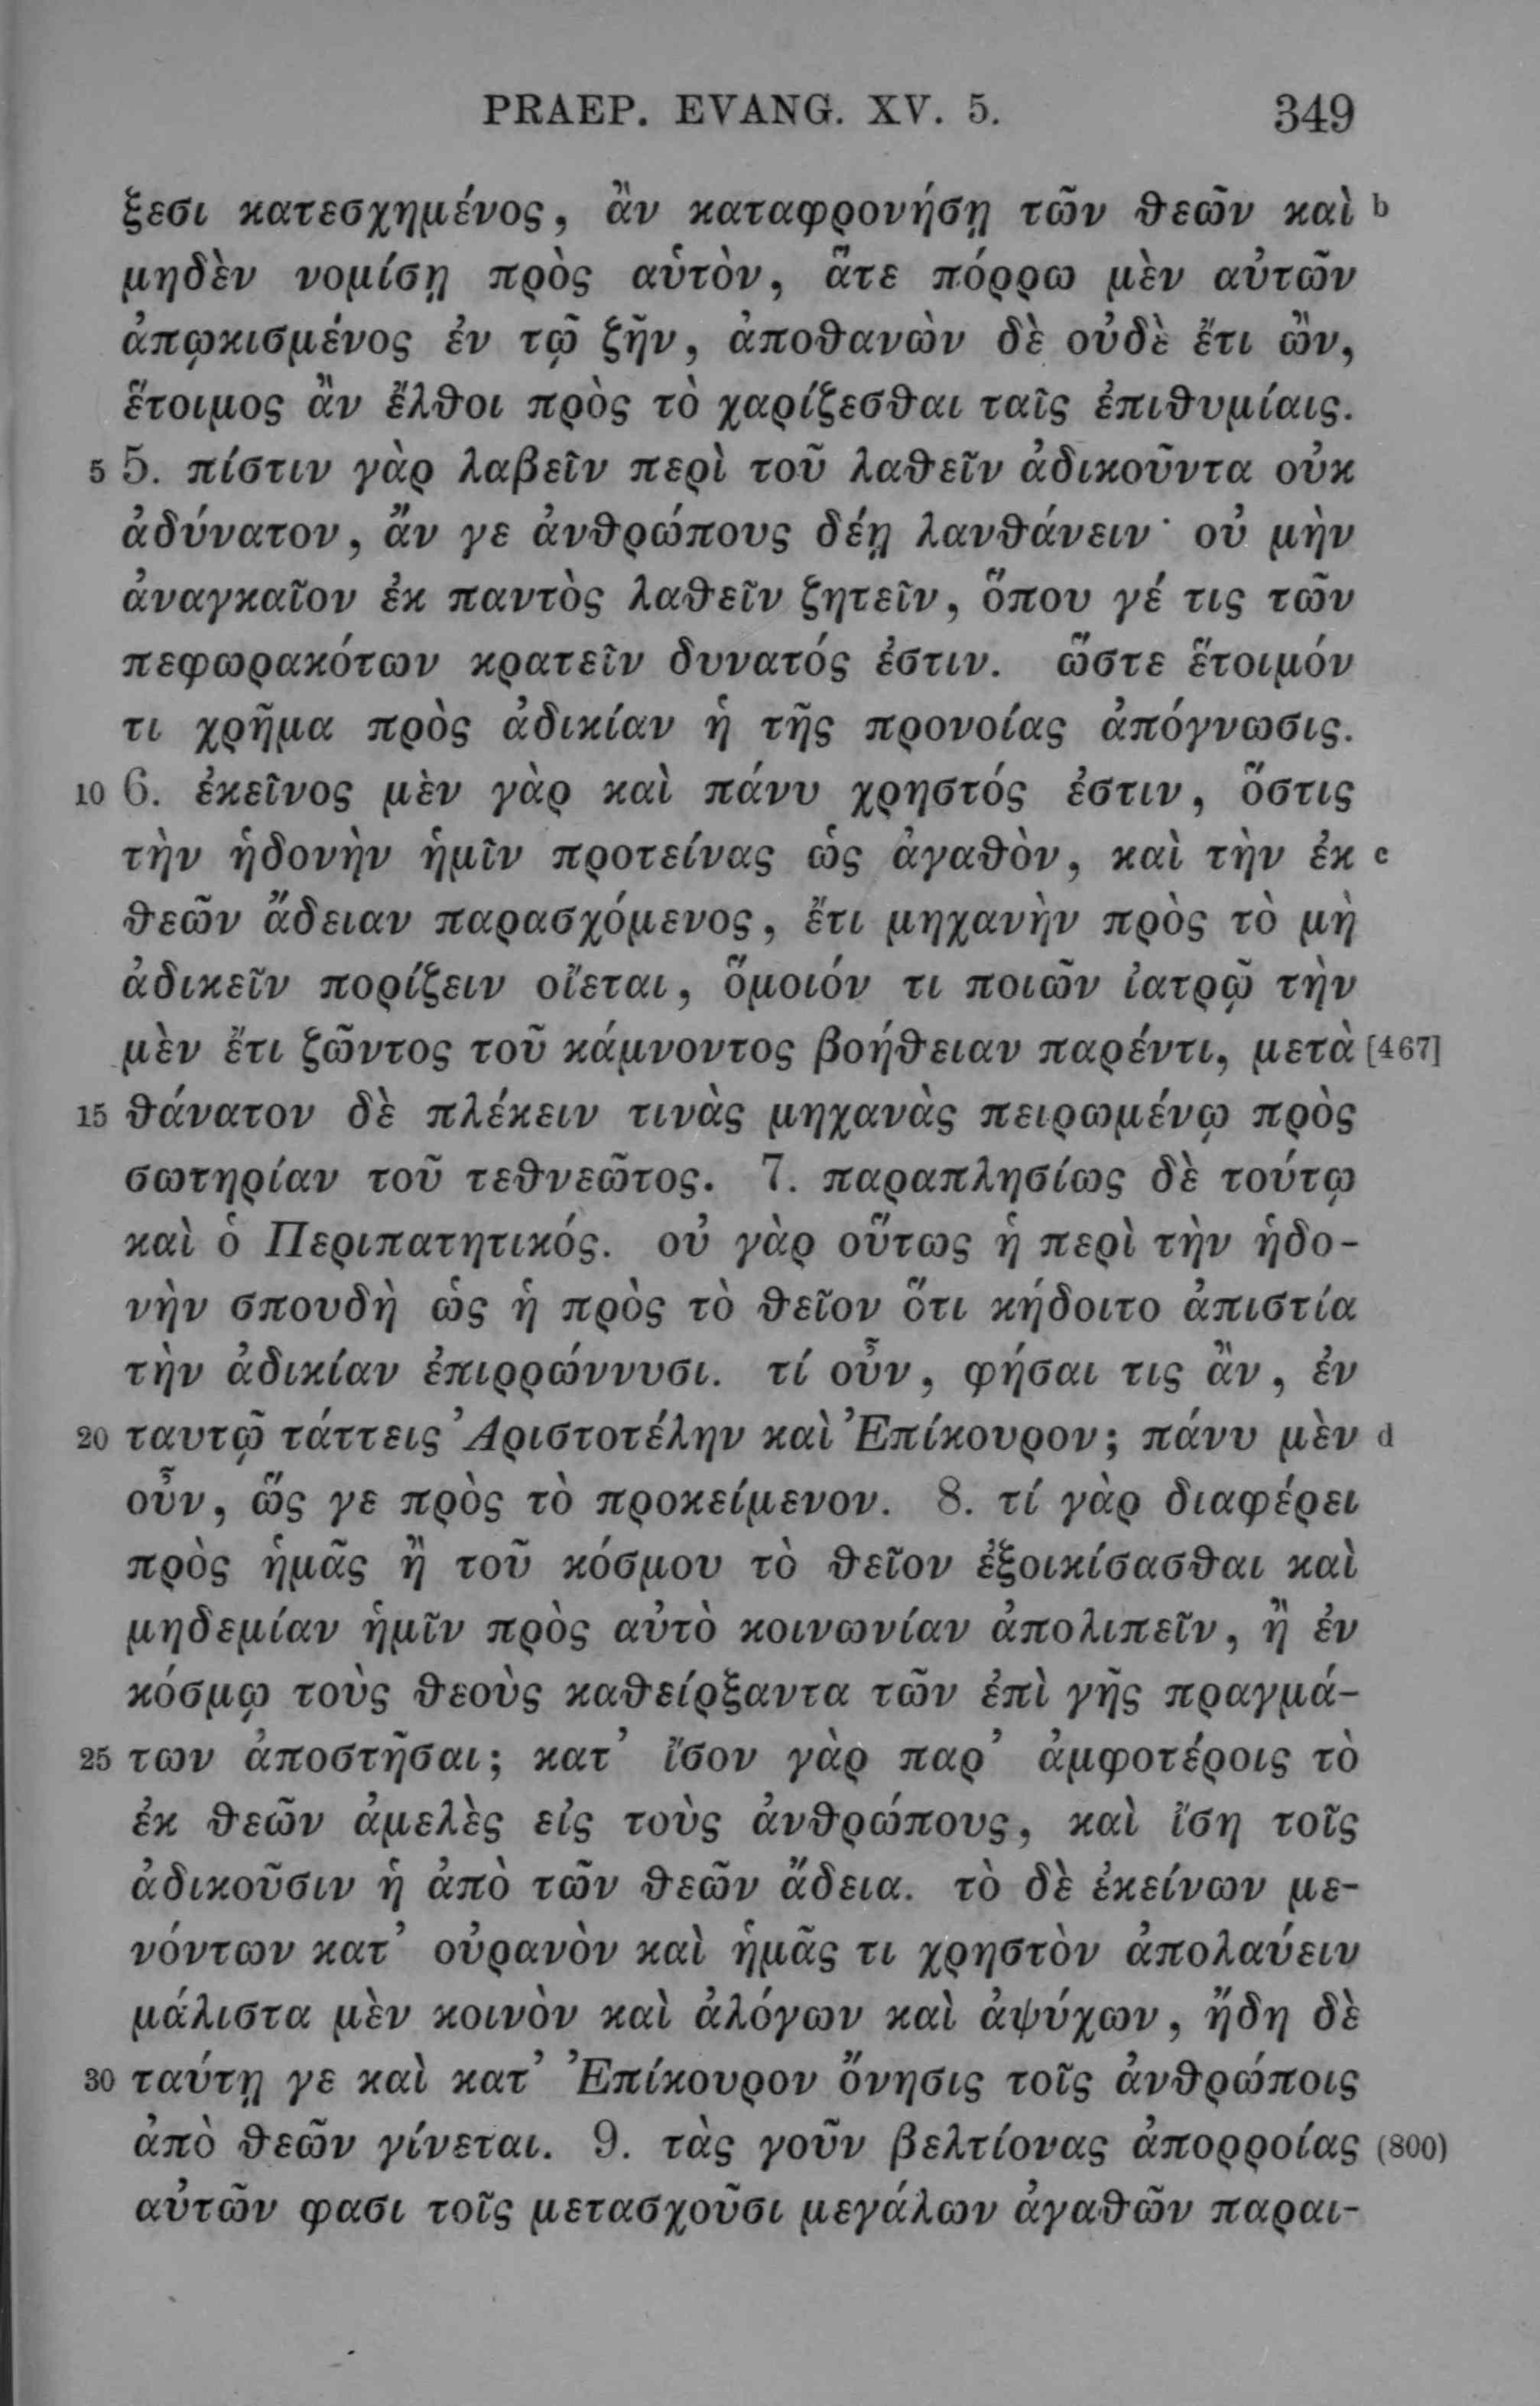 PRAEP. EVANG. XV. 5. 349
ξεσι κατεσχημένος, ἂν καταφρονήσῃ τῶν θεῶν καὶ b
μηδὲν νομίσῃ πρὸς αὑτὸν, ἅτε πόρρω μὲν αὐτῶν
ἀπῳκισμένος ἐν τῷ ζῆν, ἀποθανὼν δὲ οὐδὲ ἔτι ὢν,
ἕτοιμος ἂν ἔλθοι πρὸς τὸ χαρίζεσθαι ταῖς ἐπιθυμίαις.
5 5. πίστιν γὰρ λαβεῖν περὶ τοῦ λαθεῖν ἀδικοῦντα οὐκ
ἀδύνατον, ἄν γε ἀνθρώπους δέῃ λανθάνειν· οὐ μὴν
ἀναγκαῖον ἐκ παντὸς λαθεῖν ζητεῖν, ὅπου γέ τις τῶν
πεφωρακότων κρατεῖν δυνατός ἐστιν. ὥστε ἕτοιμόν
τι χρῆμα πρὸς ἀδικίαν ἡ τῆς προνοίας ἀπόγνωσις.
10 6. ἐκεῖνος μὲν γὰρ καὶ πάνυ χρηστός ἐστιν, ὅστις
τὴν ἡδονὴν ἡμῖν προτείνας ὡς ἀγαθὸν, καὶ τὴν ἐκ c
θεῶν ἄδειαν παρασχόμενος, ἔτι μηχανὴν πρὸς τὸ μὴ
ἀδικεῖν πορίζειν οἴεται, ὅμοιόν τι ποιῶν ἰατρῷ τὴν
μὲν ἔτι ζῶντος τοῦ κάμνοντος βοήθειαν παρέντι, μετὰ [467]
15 θάνατον δὲ πλέκειν τινὰς μηχανὰς πειρωμένῳ πρὸς
σωτηρίαν τοῦ τεθνεῶτος. 7. παραπλησίως δὲ τούτῳ
καὶ ὁ Περιπατητικός. οὐ γὰρ οὕτως ἡ περὶ τὴν ἡδο-
νὴν σπουδὴ ὡς ἡ πρὸς τὸ θεῖον ὅτι κήδοιτο ἀπιστία
τὴν ἀδικίαν ἐπιρρώννυσι. τί οὖν, φήσαι τις ἂν, ἐν
20 ταυτῷ τάττεις Ἀριστοτέλην καὶ Ἐπίκουρον; πάνυ μὲν d
οὖν, ὥς γε πρὸς τὸ προκείμενον. 8. τί γὰρ διαφέρει
πρὸς ἡμᾶς ἢ τοῦ κόσμου τὸ θεῖον ἐξοικίσασθαι καὶ
μηδεμίαν ἡμῖν πρὸς αὐτὸ κοινωνίαν ἀπολιπεῖν, ἢ ἐν
κόσμῳ τοὺς θεοὺς καθείρξαντα τῶν ἐπὶ γῆς πραγμά-
25 των ἀποστῆσαι; κατ’ ἴσον γὰρ παρ’ ἀμφοτέροις τὸ
ἐκ θεῶν ἀμελὲς εἰς τοὺς ἀνθρώπους, καὶ ἴση τοῖς
ἀδικοῦσιν ἡ ἀπὸ τῶν θεῶν ἄδεια. τὸ δὲ ἐκείνων με-
νόντων κατ’ οὐρανὸν καὶ ἡμᾶς τι χρηστὸν ἀπολαύειν
μάλιστα μὲν κοινὸν καὶ ἀλόγων καὶ ἀψύχων, ἤδη δὲ
30 ταύτῃ γε καὶ κατ’ Ἐπίκουρον ὄνησις τοῖς ἀνθρώποις
ἀπὸ θεῶν γίνεται. 9. τὰς γοῦν βελτίονας ἀπορροίας (800)
αὐτῶν φασι τοῖς μετασχοῦσι μεγάλων ἀγαθῶν παραι-